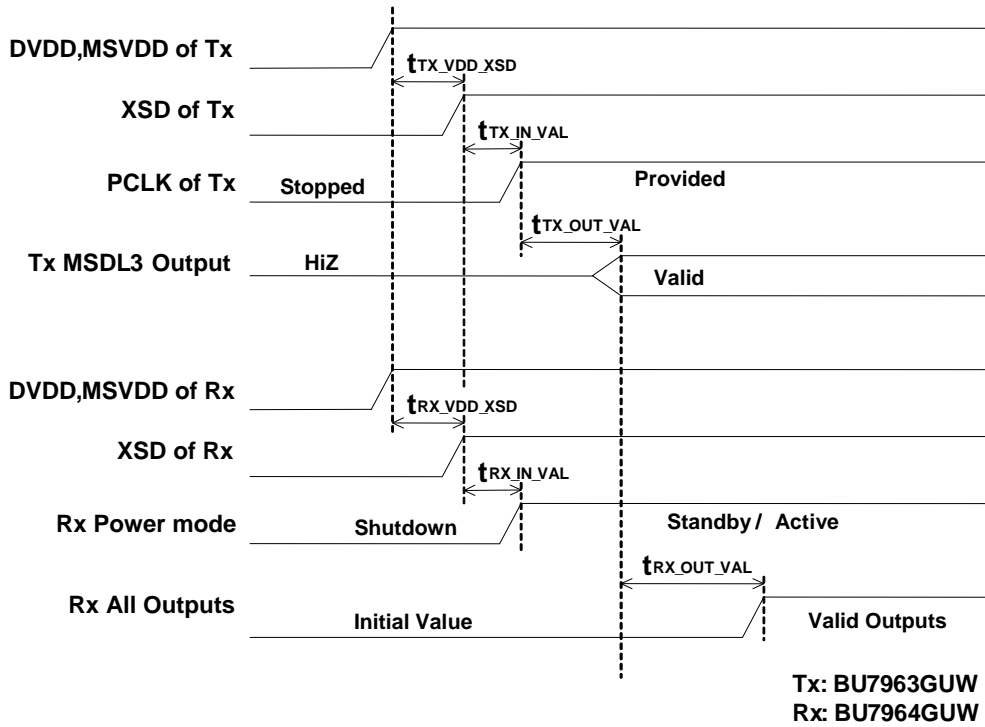 DVDD,MSVDD of Tx
tTX_VDD_XSD
XSD of Tx
tTX_IN_VAL
PCLK of Tx
Stopped
Provided
tTX_OUT_VAL
Tx MSDL3 Output
HiZ
Valid
DVDD,MSVDD of Rx
tRX_VDD_XSD
XSD of Rx
tRX_IN_VAL
Rx Power mode
Shutdown
Standby / Active
tRX_OUT_VAL
Rx All Outputs
Initial Value
Valid Outputs
Tx: BU7963GUW
Rx: BU7964GUW